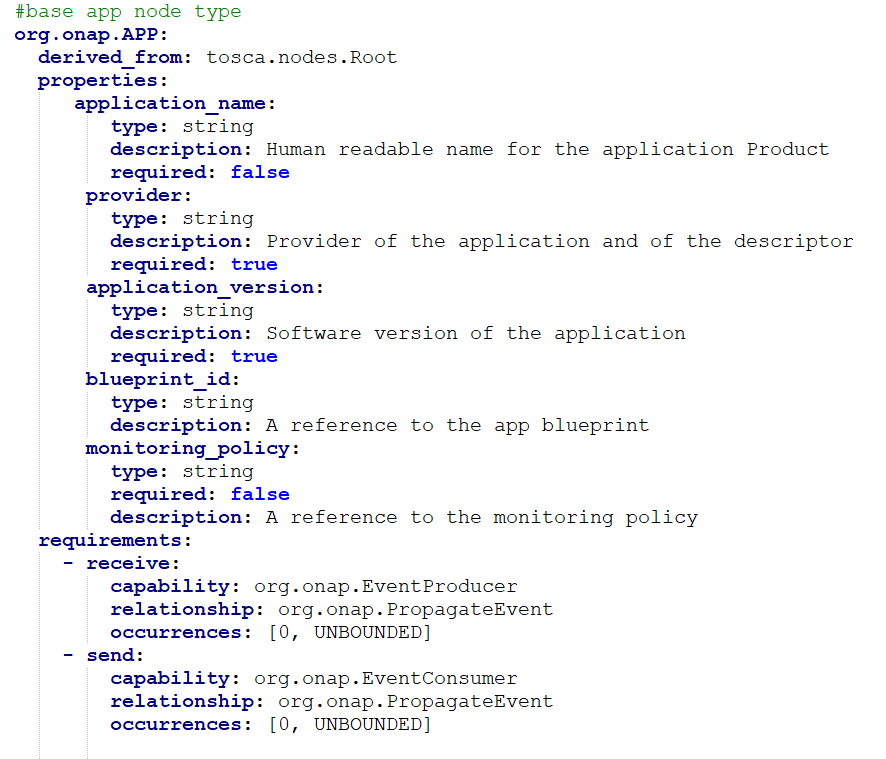 #base app node type
org.onap.APP:
  derived_from: tosca.nodes.Root
  properties:
     application_name:
        type: string
        description: Human readable name for the application Product
        required: false
      provider:
        type: string
        description: Provider of the application and of the descriptor
        required: true
      application_version:
        type: string
        description: Software version of the application
        required: true
      blueprint_id:
        type: string
        description: A reference to the app blueprint
      monitoring_policy:
        type: string
        required: false
        description: A reference to the monitoring policy
  requirements:
    - receive:
        capability: org.onap.EventProducer
        relationship: org.onap.PropagateEvent
        occurrences: [0, UNBOUNDED]
    - send:
        capability: org.onap.EventConsumer
        relationship: org.onap.PropagateEvent
        occurrences: [0, UNBOUNDED]